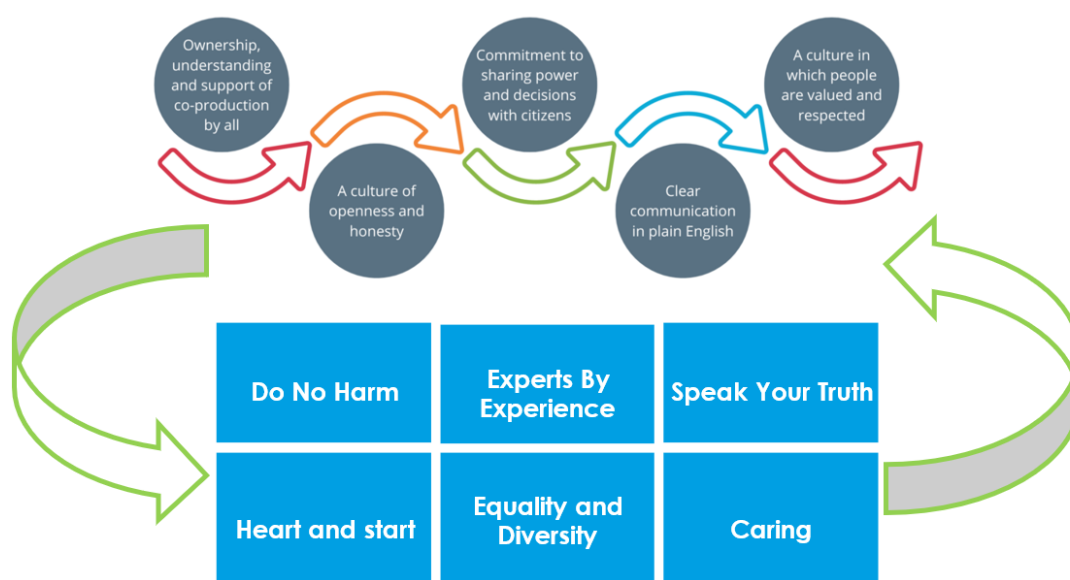 Ownership,
understanding
and support of
co-production
by all
A culture of
openness and
honesty
Commitment to
sharing power
and decisions
with citizens
Clear
communication
in plain English
A culture in
which people
are valued and
respected
Do No Harm
Experts By
Experience
Speak Your Truth
Heart and start
Equality and
Diversity
Caring